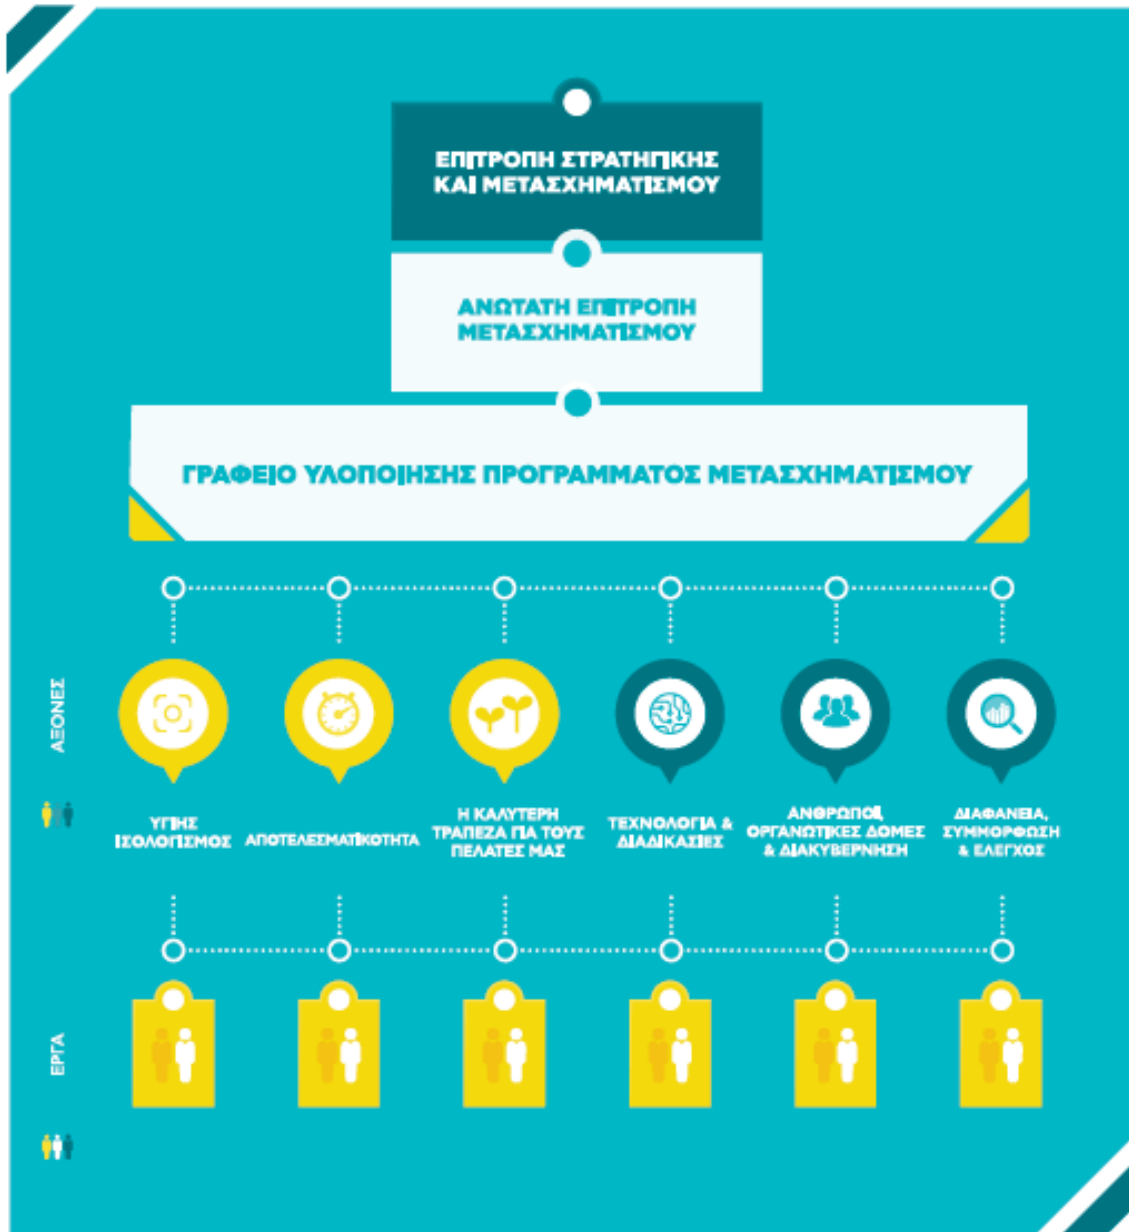 ΕΠΙΤΡΟΠΗ ΣΤΡΑΤΗΓΙΚΗΣ
ΚΑΙ ΜΕΤΑΣΧΗΜΑΤΙΣΜΟΥ
ΑΝΩΤΑΤΗ ΕΠΙΤΡΟΠΗ
ΜΕΤΑΣΧΗΜΑΤΙΣΜΟΥ
ΓΡΑΦΕΙΟ ΥΛΟΠΟΙΗΣΗΣ ΠΡΟΓΡΑΜΜΑΤΟΣ ΜΕΤΑΣΧΗΜΑΤΙΣΜΟΥ
ΑΞΟΝΕΣ
ΥΓΙΗΣ
ΙΣΟΛΟΓΙΣΜΟΣ
ΑΠΟΤΕΛΕΣΜΑΤΙΚΟΤΗΤΑ
Η ΚΑΛΥΤΕΡΗ
ΤΡΑΠΕΖΑ ΓΙΑ ΤΟΥΣ
ΠΕΛΑΤΕΣ ΜΑΣ
ΤΕΧΝΟΛΟΓΙΑ &
ΔΙΑΔΙΚΑΣΙΕΣ
ΑΝΘΡΩΠΟΙ,
ΟΡΓΑΝΩΤΙΚΕΣ ΔΟΜΕΣ
& ΔΙΑΚΥΒΕΡΝΗΣΗ
ΔΙΑΦΑΝΕΙΑ,
ΣΥΜΜΟΡΦΩΣΗ
& ΕΛΕΓΧΟΣ
ΕΡΓΑ